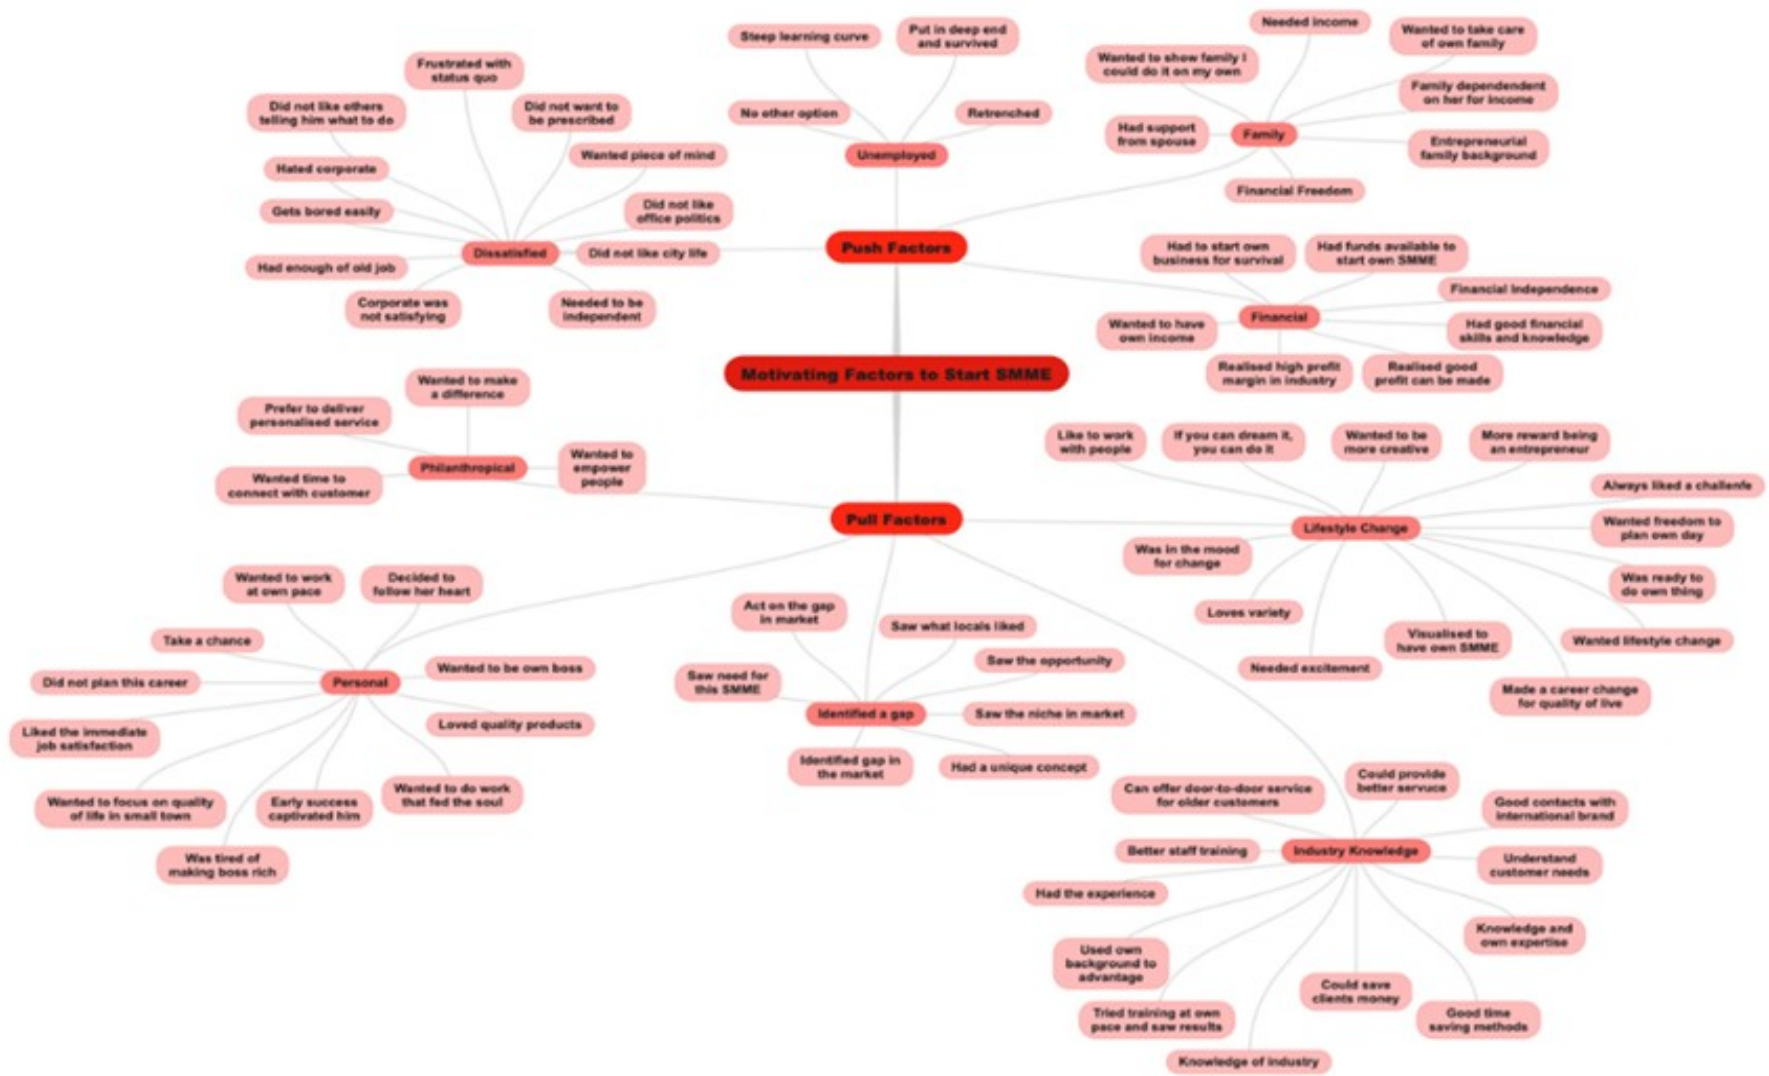 Steep learning curve
Put in deep end
and survived
No other option
Retrenched
Unemployed
Needed income
Wanted to take care
of own family
Wanted to show family I
could do it on my own
Family dependendent
on her for income
Had support
from spouse
Family
Entrepreneurial
family background
Financial Freedom
Frustrated with
status quo
Did not like others
telling him what to do
Did not want to
be prescribed
Hated corporate
Wanted piece of mind
Gets bored easily
Did not like
office politics
Dissatisfied
Did not like city life
Had enough of old job
Corporate was
not satisfying
Needed to be
independent
Push Factors
Had to start own
business for survival
Had funds available to
start own SMME
Financial Independence
Financial
Wanted to have
own income
Had good financial
skills and knowledge
Realised high profit
margin in industry
Realised good
profit can be made
Motivating Factors to Start SMME
Wanted to make
a difference
Prefer to deliver
personalised service
Philanthropical
Wanted to
empower
people
Wanted time to
connect with customer
Pull Factors
Like to work
with people
If you can dream it,
you can do it
Wanted to be
more creative
More reward being
an entrepreneur
Always liked a challenfe
Lifestyle Change
Wanted freedom to
plan own day
Was in the mood
for change
Was ready to
do own thing
Loves variety
Visualised to
have own SMME
Wanted lifestyle change
Needed excitement
Made a career change
for quality of live
Wanted to work
at own pace
Decided to
follow her heart
Take a chance
Wanted to be own boss
Did not plan this career
Personal
Liked the immediate
job satisfaction
Loved quality products
Wanted to focus on quality
of life in small town
Early success
captivated him
Wanted to do work
that fed the soul
Was tired of
making boss rich
Act on the gap
in market
Saw what locals liked
Saw the opportunity
Saw need for
this SMME
Identified a gap
Saw the niche in market
Identified gap in
the market
Had a unique concept
Can offer door-to-door service
for older customers
Could provide
better servuce
Good contacts with
international brand
Better staff training
Industry Knowledge
Understand
customer needs
Had the experience
Knowledge and
own expertise
Used own
background to
advantage
Could save
clients money
Tried training at own
pace and saw results
Good time
saving methods
Knowledge of industry